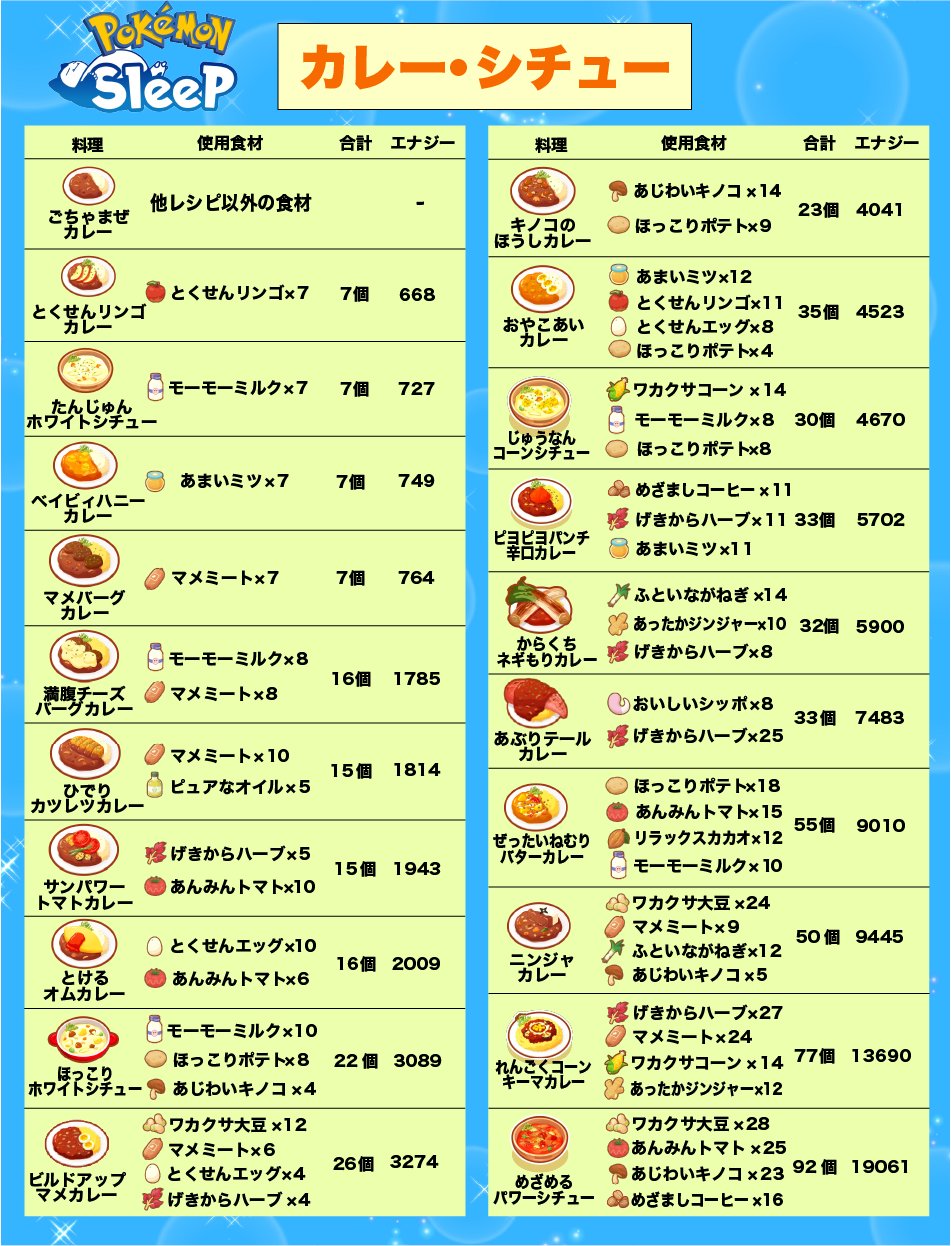 POKéMON
Sleep
カレー・シチュー
料理 使用食材 合計 エナジー
ごちゃまぜ
カレー
他レシピ以外の食材 -
とくせんリンゴ
カレー
とくせんリンゴ×7
7個 668
たんじゅん
ホワイトシチュー
モーモーミルク×7
7個 727
ベイビィハニー
カレー
あまいミツ×7
7個 749
マメバーグ
カレー
マメミート×7
7個 764
満腹チーズ
バーグカレー
モーモーミルク×8
マメミート×8
16個 1785
ひでり
カツレツカレー
マメミート×10
ピュアなオイル×5
15個 1814
サンパワー
トマトカレー
げきからハーブ×5
あんみんトマト×10
15個 1943
とける
オムカレー
とくせんエッグ×10
あんみんトマト×6
16個 2009
ほっこり
ホワイトシチュー
モーモーミルク×10
ほっこりポテト×8
あじわいキノコ×4
22個 3089
ビルドアップ
マメカレー
ワカクサ大豆×12
マメミート×6
とくせんエッグ×4
げきからハーブ×4
26個 3274
料理 使用食材 合計 エナジー
キノコの
ほうしカレー
あじわいキノコ×14
ほっこりポテト×9
23個 4041
おやこあい
カレー
あまいミツ×12
とくせんリンゴ×11
とくせんエッグ×8
ほっこりポテト×4
35個 4523
じゅうなん
コーンシチュー
ワカクサコーン×14
モーモーミルク×8
ほっこりポテト×8
30個 4670
ピヨピヨパンチ
辛口カレー
めざましコーヒー×11
げきからハーブ×11
あまいミツ×11
33個 5702
からくち
ネギもりカレー
ふといながねぎ×14
あったかジンジャー×10
げきからハーブ×8
32個 5900
あぶりテール
カレー
おいしいシッポ×8
げきからハーブ×25
33個 7483
ぜったいねむり
バターカレー
ほっこりポテト×18
あんみんトマト×15
リラックスカカオ×12
モーモーミルク×10
55個 9010
ニンジャ
カレー
ワカクサ大豆×24
マメミート×9
ふといながねぎ×12
あじわいキノコ×5
50個 9445
れんごくコーン
キーマカレー
げきからハーブ×27
マメミート×24
ワカクサコーン×14
あったかジンジャー×12
77個 13690
めざめる
パワーシチュー
ワカクサ大豆×28
あんみんトマト×25
あじわいキノコ×23
めざましコーヒー×16
92個 19061